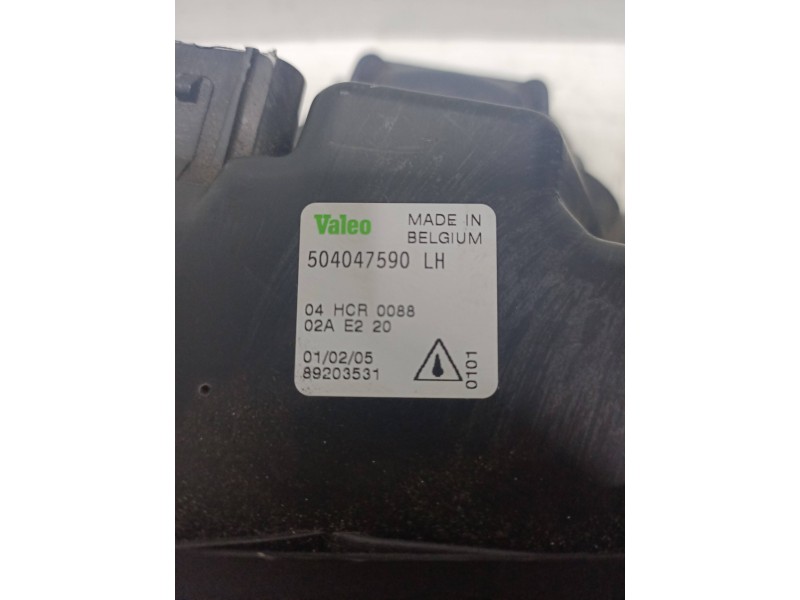 Valeo
MADE IN
BELGIUM
504047590 LH
04 HCR 0088
02A E2 20
01/02/05
89203531
0101